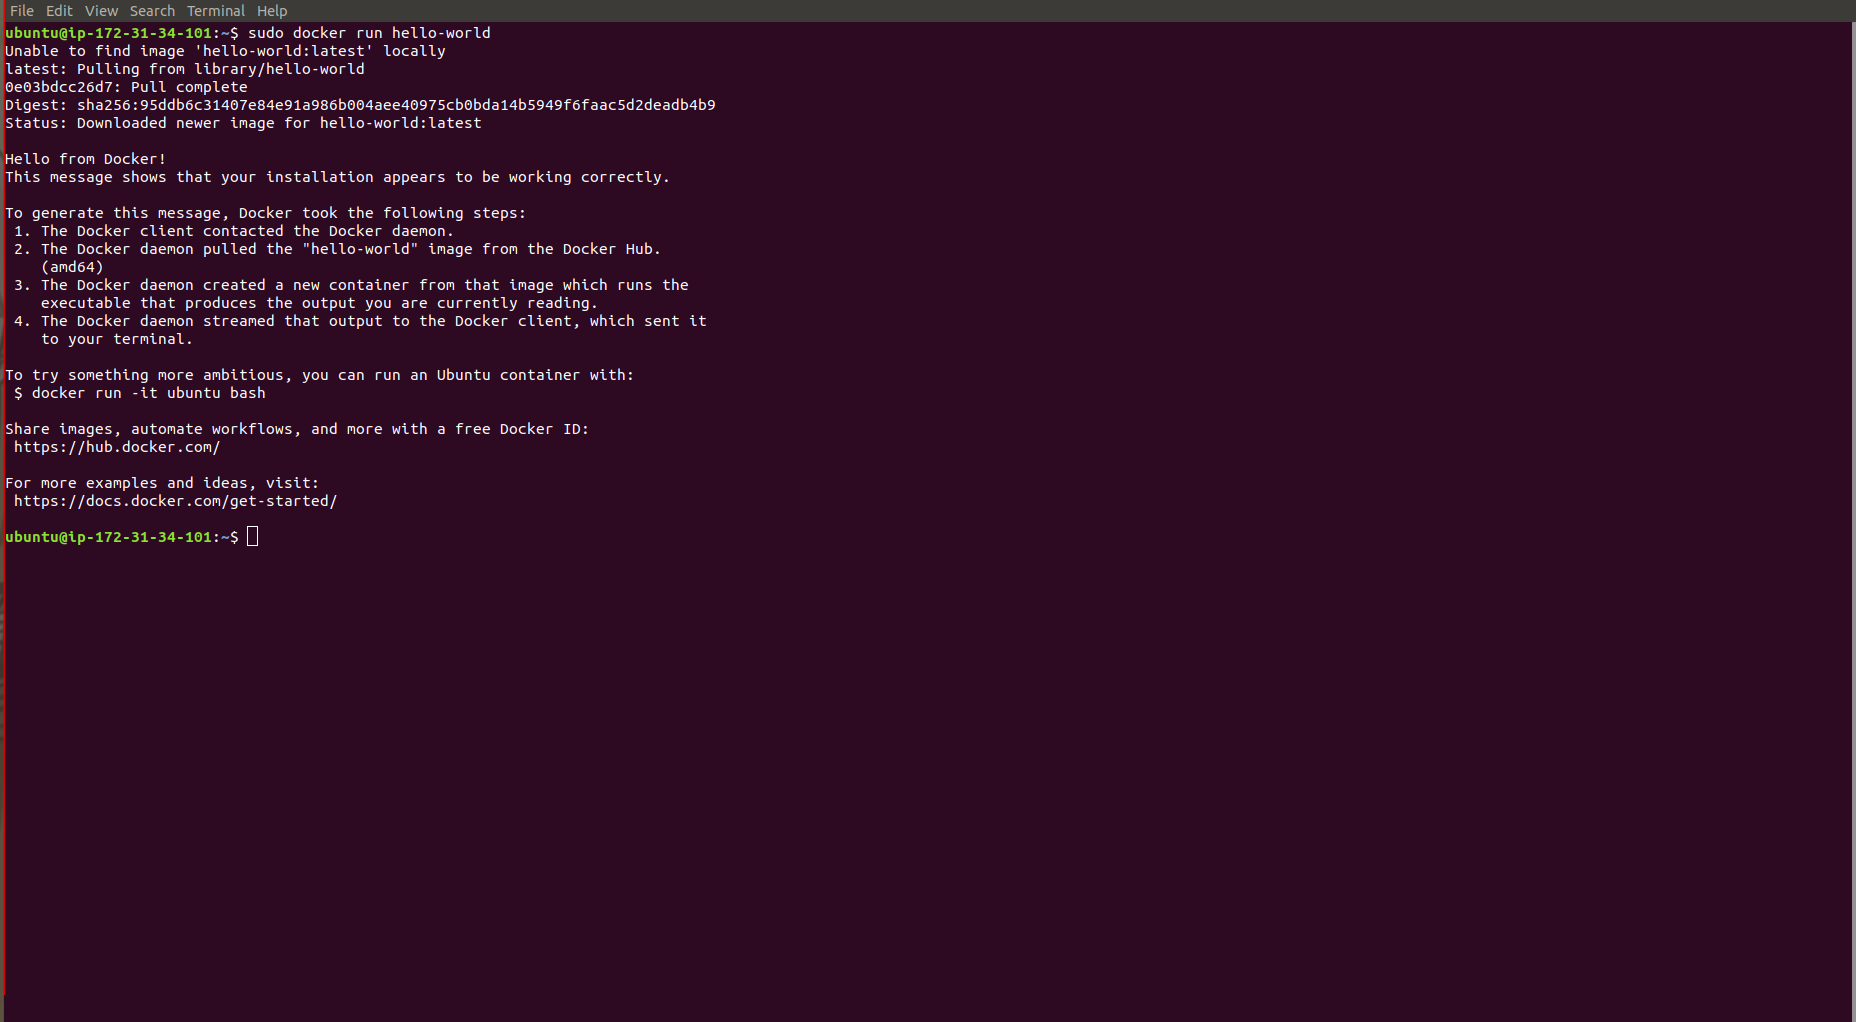 File Edit View Search Terminal Help
ubuntu@ip-172-31-34-101:~$ sudo docker run hello-world
Unable to find image 'hello-world:latest' locally
latest: Pulling from library/hello-world
0e03bdcc26d7: Pull complete
Digest: sha256:95ddb6c31407e84e91a986b004aee40975cb0bda14b5949f6faac5d2deadb4b9
Status: Downloaded newer image for hello-world:latest

Hello from Docker!
This message shows that your installation appears to be working correctly.

To generate this message, Docker took the following steps:
 1. The Docker client contacted the Docker daemon.
 2. The Docker daemon pulled the "hello-world" image from the Docker Hub.
    (amd64)
 3. The Docker daemon created a new container from that image which runs the
    executable that produces the output you are currently reading.
 4. The Docker daemon streamed that output to the Docker client, which sent it
    to your terminal.

To try something more ambitious, you can run an Ubuntu container with:
 $ docker run -it ubuntu bash

Share images, automate workflows, and more with a free Docker ID:
 https://hub.docker.com/

For more examples and ideas, visit:
 https://docs.docker.com/get-started/

ubuntu@ip-172-31-34-101:~$